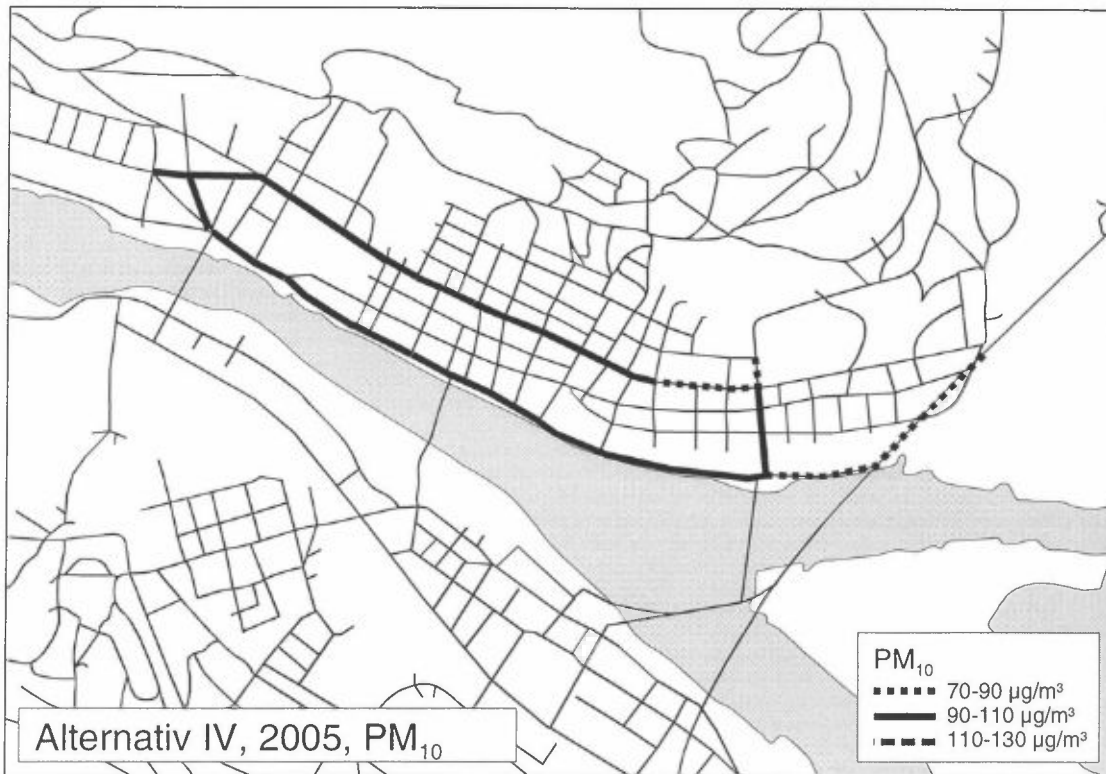 Alternativ IV, 2005, PM₁₀
PM₁₀
70-90 µg/m³
90-110 µg/m³
110-130 µg/m³